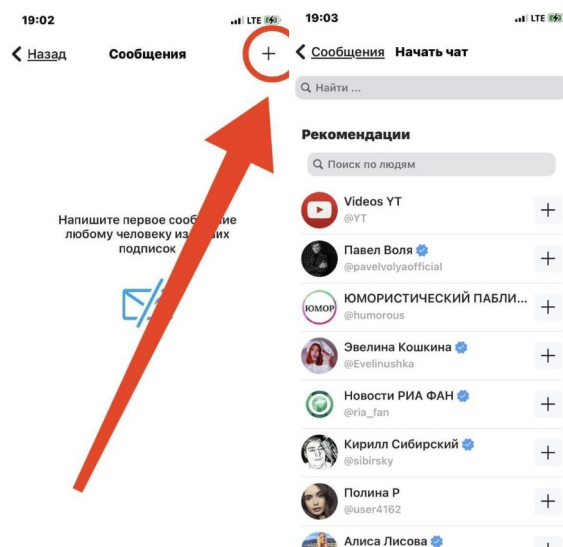 19:02
LTE
Назад
Сообщения
+
Напишите первое
любому человеку из
подписок
19:03
LTE
Сообщения
Начать чат
Найти ...
Рекомендации
Поиск по людям
Videos YT
@YT
+
Павел Воля
@pavelvolyaofficial
+
ЮМОР
ЮМОРИСТИЧЕСКИЙ ПАБЛИ...
@humorous
+
Эвелина Кошкина
@Evelinushka
+
Новости РИА ФАН
@ria_fan
+
Кирилл Сибирский
@sibirsky
+
Полина Р
@user4162
+
Алиса Лисова
+